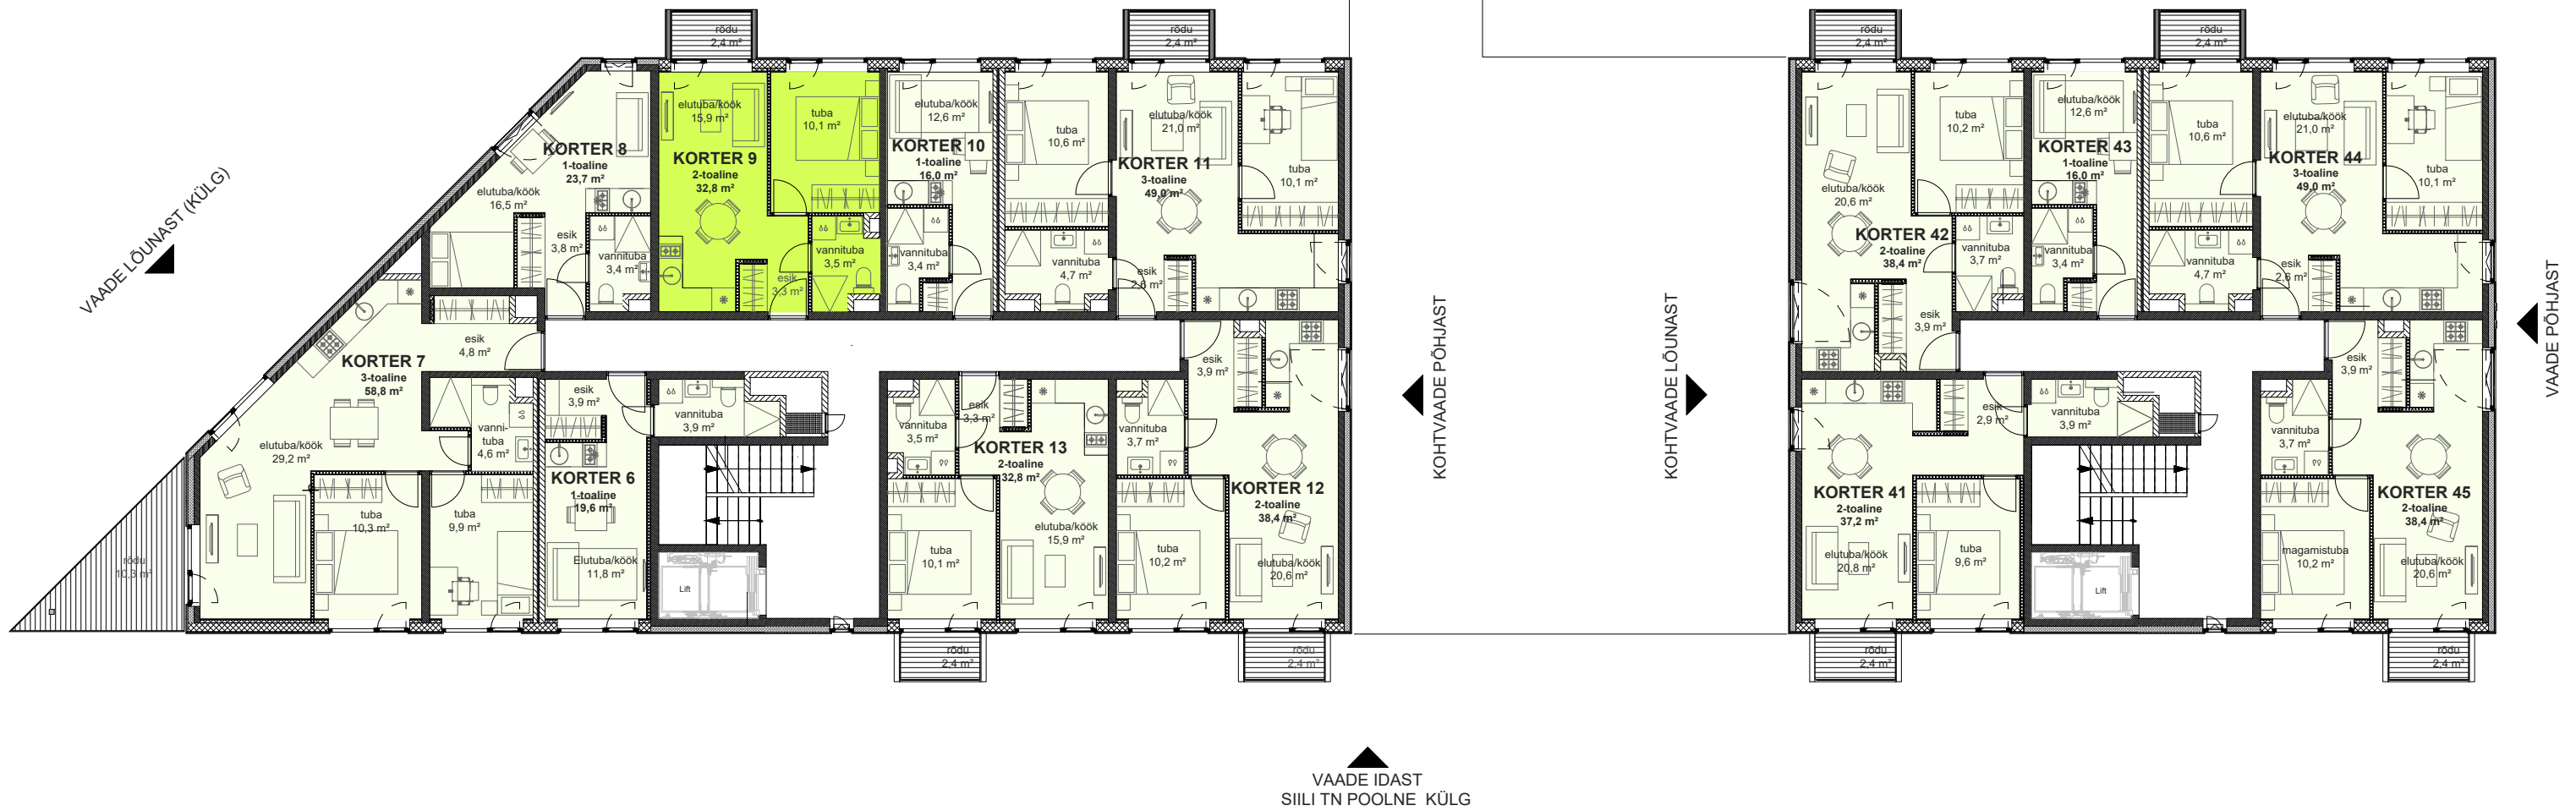 VAADE LÕUNAST (KÜLG)
rõdu
2,4 m²
rõdu
2,4 m²
elutuba/köök
16,5 m²
KORTER 8
1-toaline
23,7 m²
esik
3,8 m²
vannituba
3,4 m²
elutuba/köök
15,9 m²
KORTER 9
2-toaline
32,8 m²
tuba
10,1 m²
vannituba
3,5 m²
esik
3,3 m²
elutuba/köök
12,6 m²
KORTER 10
1-toaline
16,0 m²
vannituba
3,4 m²
tuba
10,6 m²
vannituba
4,7 m²
elutuba/köök
21,0 m²
KORTER 11
3-toaline
49,0 m²
esik
2,6 m²
tuba
10,1 m²
esik
4,8 m²
KORTER 7
3-toaline
58,8 m²
elutuba/köök
29,2 m²
vanni-
tuba
4,6 m²
tuba
10,3 m²
tuba
9,9 m²
rõdu
10,3 m²
esik
3,9 m²
KORTER 6
1-toaline
19,6 m²
Elutuba/köök
11,8 m²
vannituba
3,9 m²
Lift
vannituba
3,5 m²
esik
3,3 m²
KORTER 13
2-toaline
32,8 m²
tuba
10,1 m²
elutuba/köök
15,9 m²
rõdu
2,4 m²
esik
3,9 m²
vannituba
3,7 m²
KORTER 12
2-toaline
38,4 m²
tuba
10,2 m²
elutuba/köök
20,6 m²
rõdu
2,4 m²
KOHTVAADE PÕHJAST
KOHTVAADE LÕUNAST
rõdu
2,4 m²
rõdu
2,4 m²
elutuba/köök
20,6 m²
KORTER 42
2-toaline
38,4 m²
tuba
10,2 m²
vannituba
3,7 m²
esik
3,9 m²
elutuba/köök
12,6 m²
KORTER 43
1-toaline
16,0 m²
vannituba
3,4 m²
tuba
10,6 m²
vannituba
4,7 m²
elutuba/köök
21,0 m²
KORTER 44
3-toaline
49,0 m²
esik
2,6 m²
tuba
10,1 m²
esik
2,9 m²
KORTER 41
2-toaline
37,2 m²
elutuba/köök
20,8 m²
tuba
9,6 m²
rõdu
2,4 m²
vannituba
3,9 m²
Lift
esik
3,9 m²
vannituba
3,7 m²
KORTER 45
2-toaline
38,4 m²
magamistuba
10,2 m²
elutuba/köök
20,6 m²
rõdu
2,4 m²
VAADE PÕHJAST
VAADE IDAST
SIILI TN POOLNE KÜLG